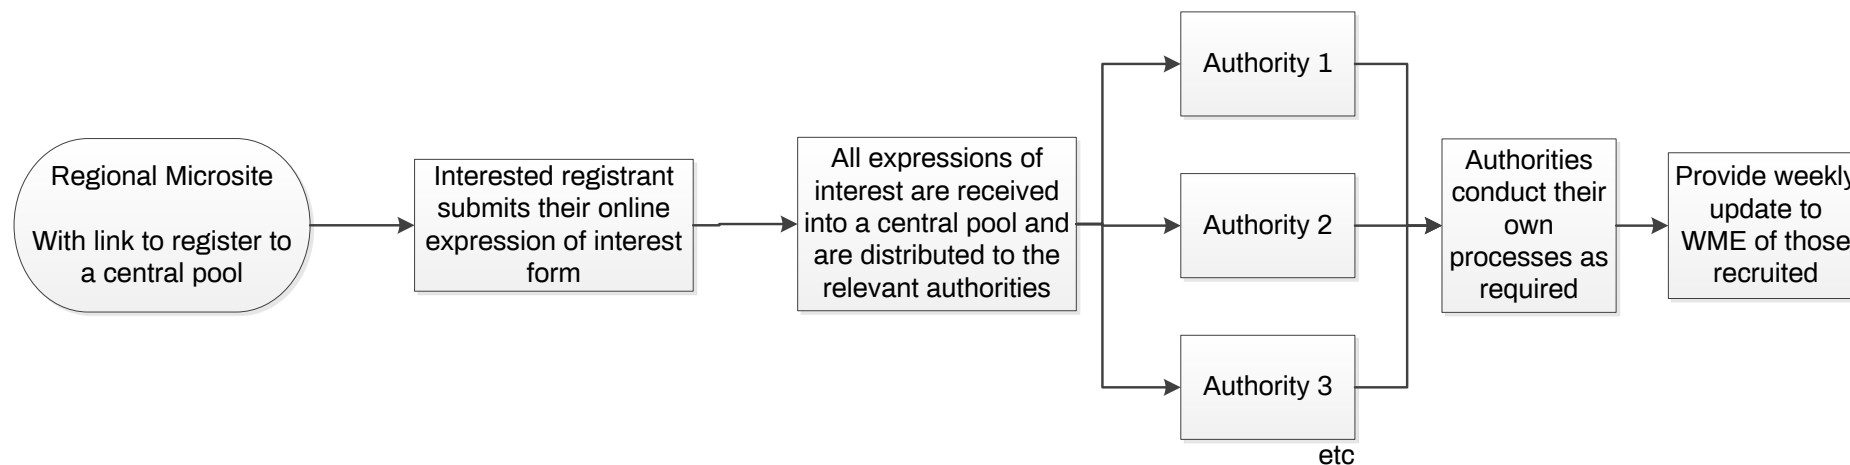 Regional Microsite
With link to register to
a central pool
Interested registrant
submits their online
expression of interest
form
All expressions of
interest are received
into a central pool and
are distributed to the
relevant authorities
Authority 1
Authority 2
Authority 3
etc
Authorities
conduct their
own
processes as
required
Provide weekly
update to
WME of those
recruited